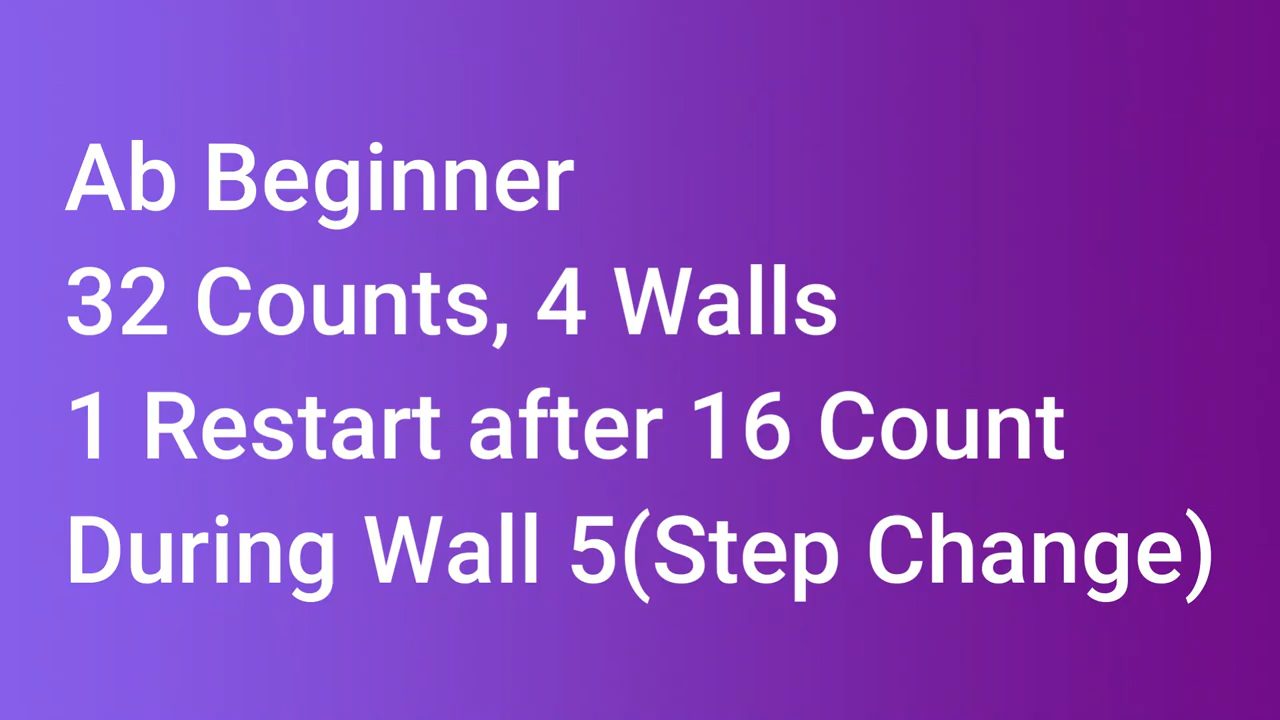 Ab Beginner
32 Counts, 4 Walls
1 Restart after 16 Count
During Wall 5(Step Change)